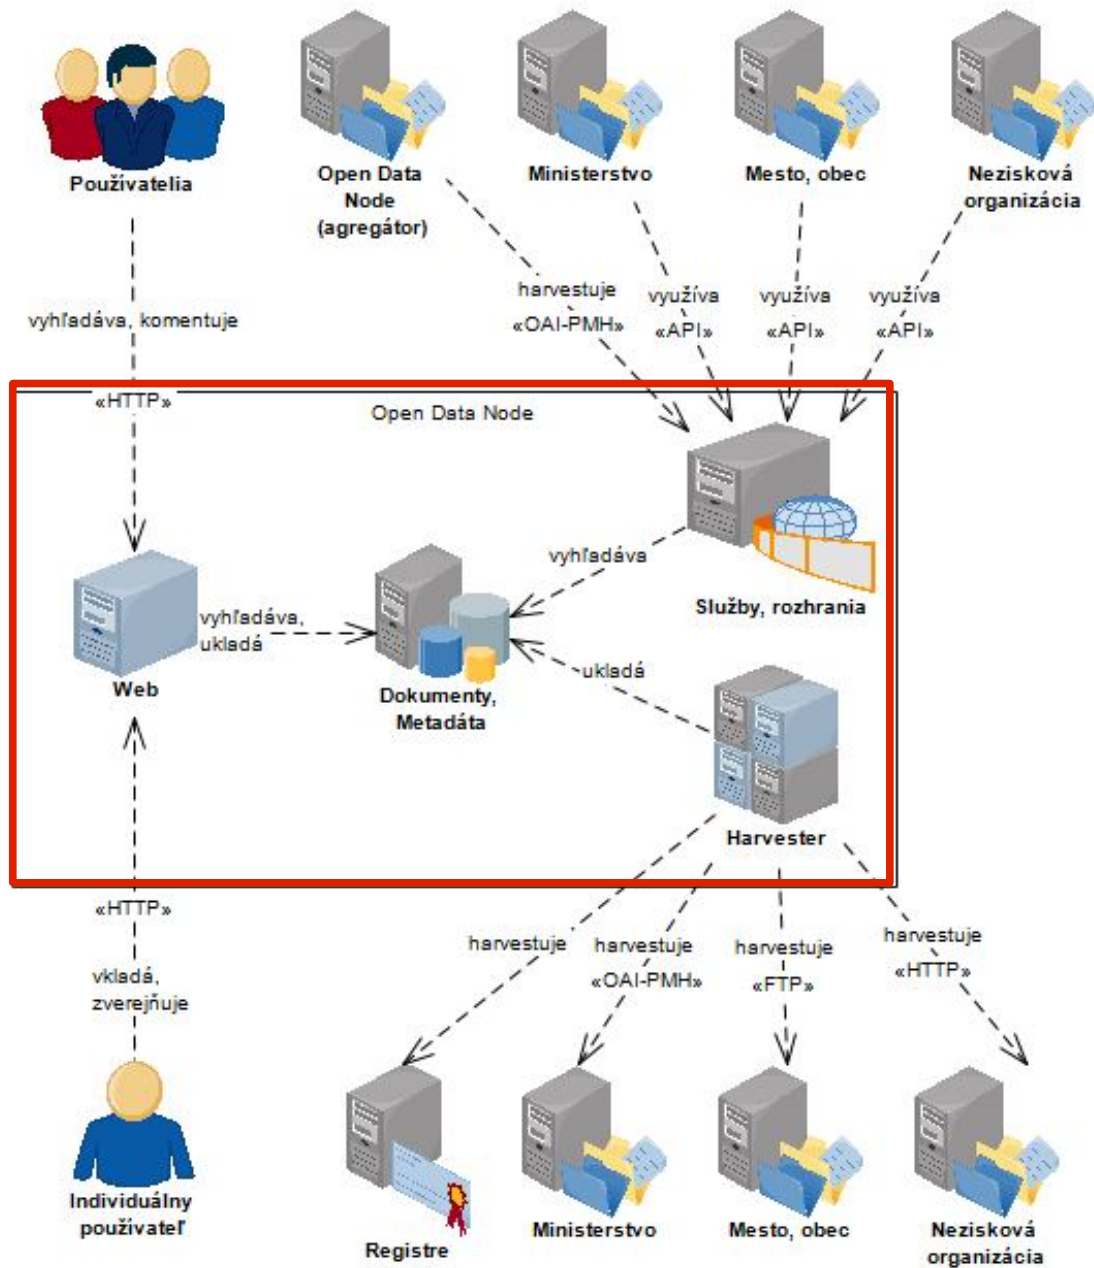 Používatelia
Open Data
Node
(agregátor)
Ministerstvo
Mesto, obec
Nezisková
organizácia
vyhľadáva, komentuje
«HTTP»
harvestuje
«OAI-PMH»
využíva
«API»
využíva
«API»
využíva
«API»
Open Data Node
Web
vyhľadáva,
ukladá
Dokumenty,
Metadáta
vyhľadáva
Služby, rozhrania
ukladá
Harvester
«HTTP»
vkladá,
zverejňuje
Individuálny
používateľ
harvestuje
harvestuje
«OAI-PMH»
harvestuje
«FTP»
harvestuje
«HTTP»
Registre
Ministerstvo
Mesto, obec
Nezisková
organizácia